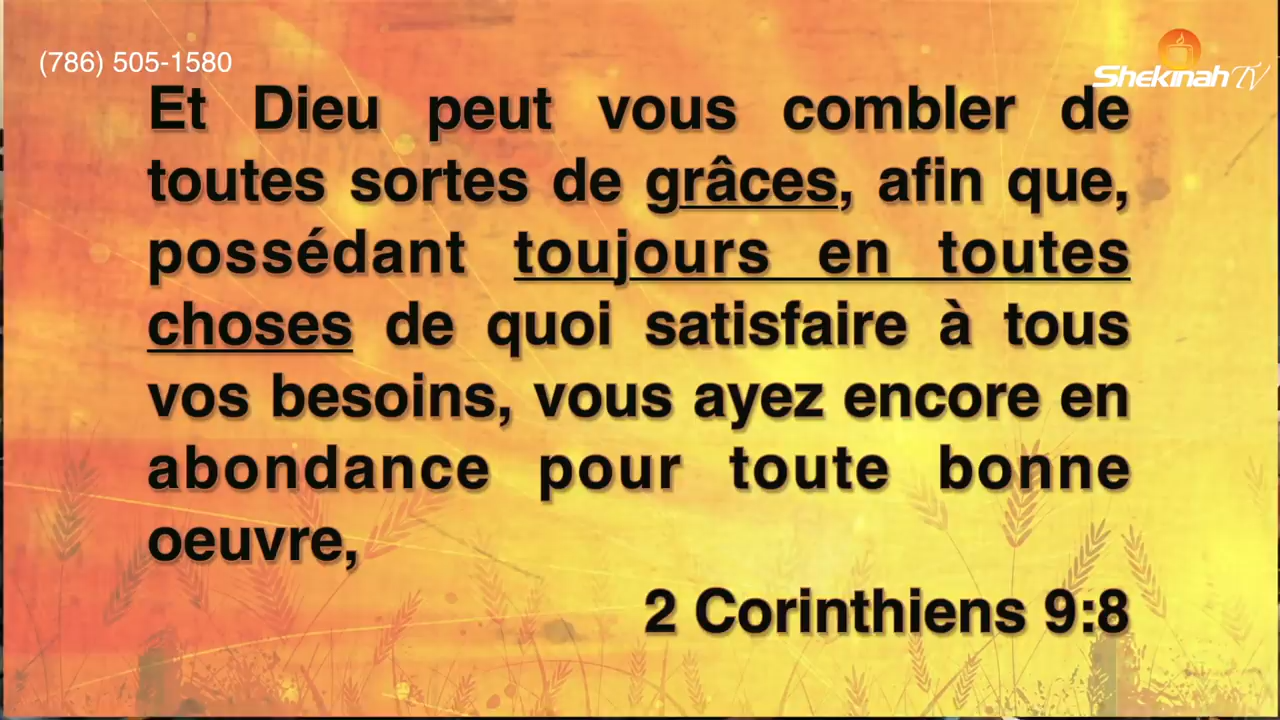 (786) 505-1580
Shekinah TV
Et Dieu peut vous combler de
toutes sortes de grâces, afin que,
possédant toujours en toutes
choses de quoi satisfaire à tous
vos besoins, vous ayez encore en
abondance pour toute bonne
oeuvre,
2 Corinthiens 9:8